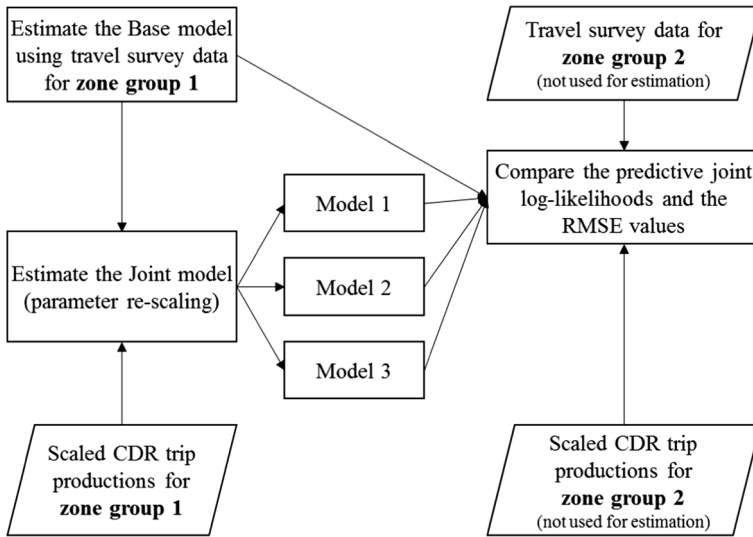 Estimate the Base model
using travel survey data
for zone group 1
Travel survey data for
zone group 2
(not used for estimation)
Compare the predictive joint
log-likelihoods and the
RMSE values
Model 1
Estimate the Joint model
(parameter re-scaling)
Model 2
Model 3
Scaled CDR trip
productions for
zone group 1
Scaled CDR trip
productions for
zone group 2
(not used for estimation)